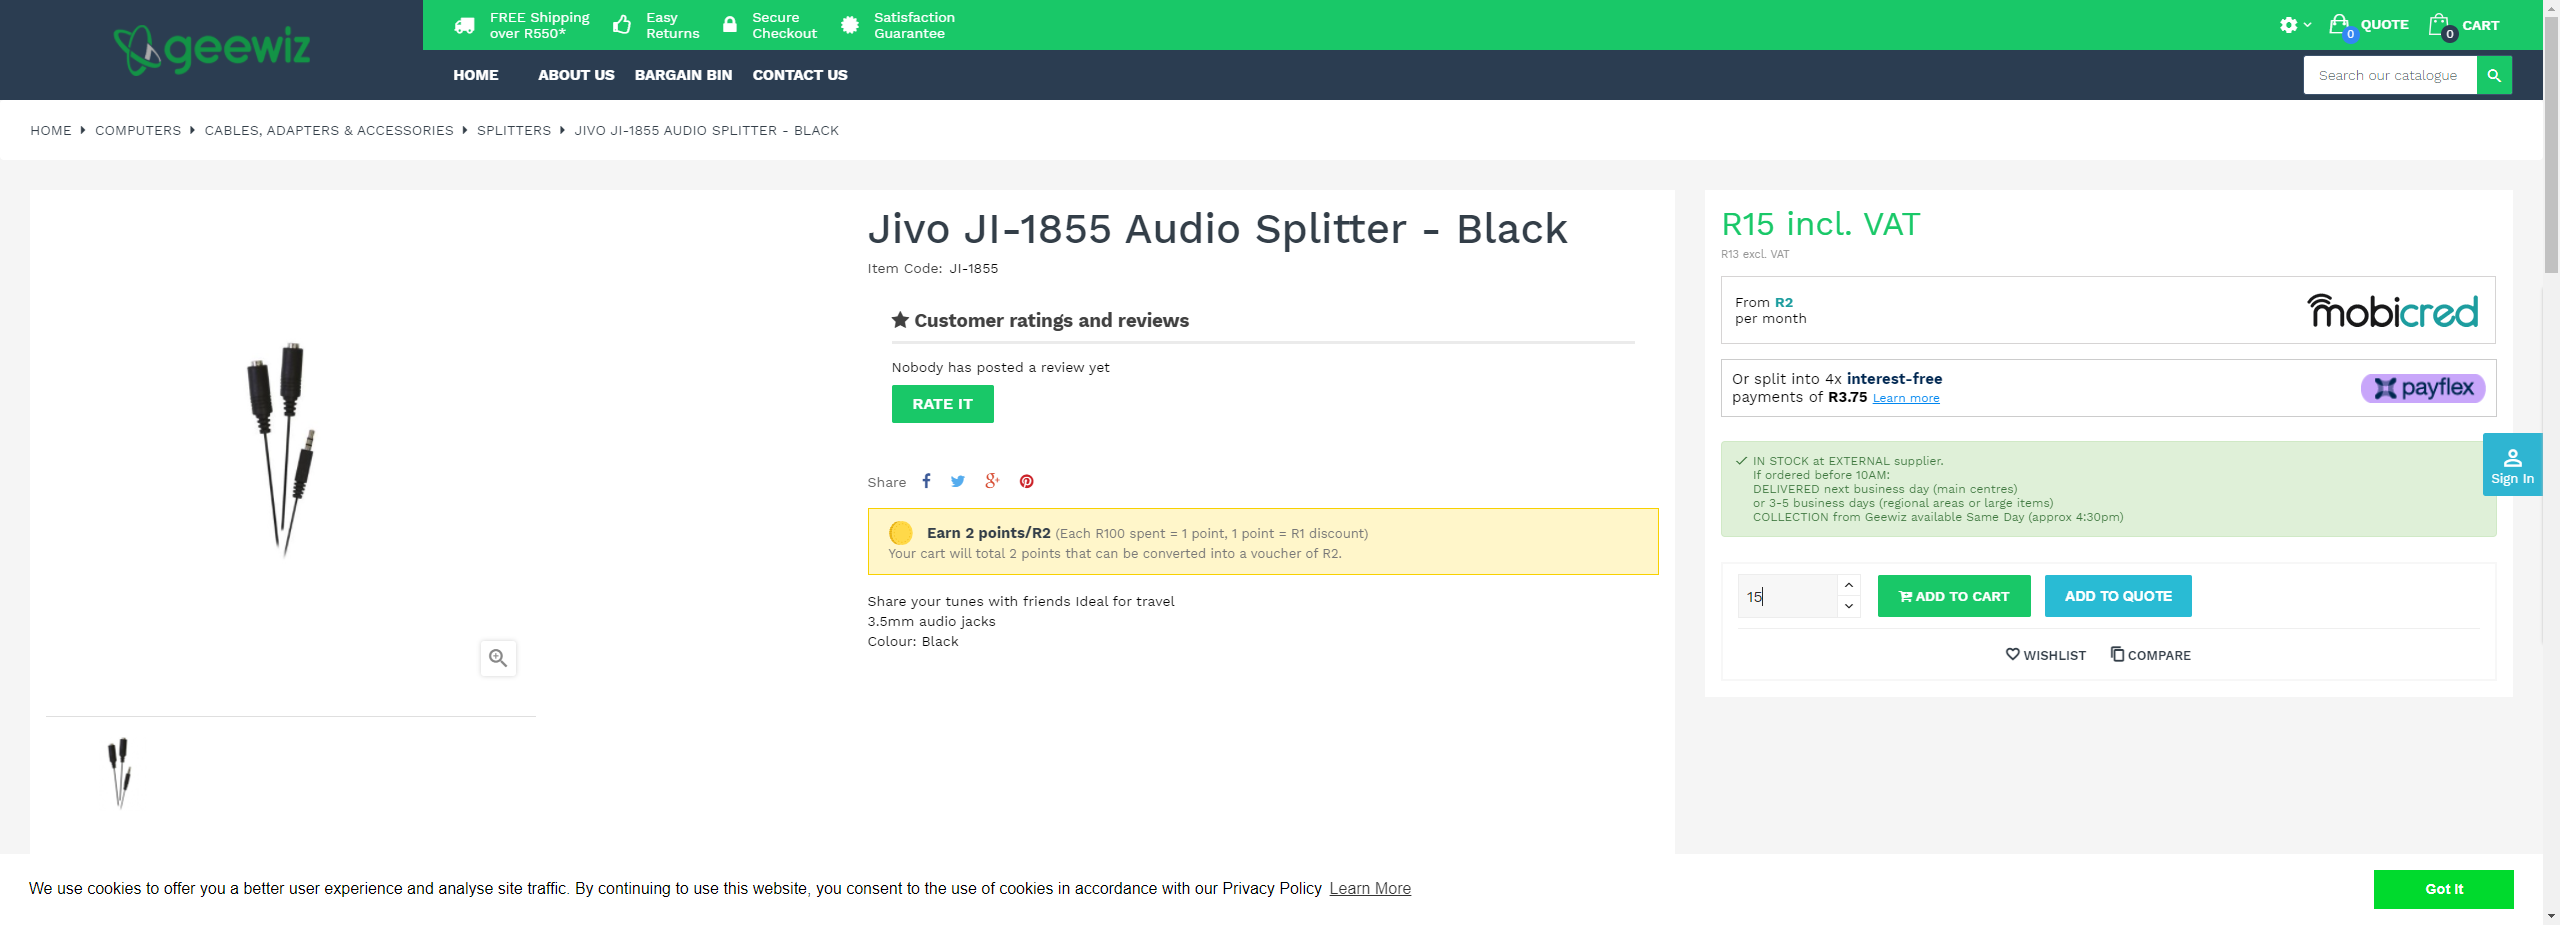 geewiz
FREE Shipping
over R550*
Easy
Returns
Secure
Checkout
Satisfaction
Guarantee
0 QUOTE
0 CART
HOME ABOUT US BARGAIN BIN CONTACT US
Search our catalogue
HOME COMPUTERS CABLES, ADAPTERS & ACCESSORIES SPLITTERS JIVO JI-1855 AUDIO SPLITTER - BLACK
Jivo JI-1855 Audio Splitter - Black
Item Code: JI-1855
Customer ratings and reviews
Nobody has posted a review yet
RATE IT
Share
Earn 2 points/R2 (Each R100 spent = 1 point, 1 point = R1 discount)
Your cart will total 2 points that can be converted into a voucher of R2.
Share your tunes with friends Ideal for travel
3.5mm audio jacks
Colour: Black
R15 incl. VAT
R13 excl. VAT
From R2
per month
mobicred
Or split into 4x interest-free
payments of R3.75 Learn more
payflex
IN STOCK at EXTERNAL supplier.
If ordered before 10AM:
DELIVERED next business day (main centres)
or 3-5 business days (regional areas or large items)
COLLECTION from Geewiz available Same Day (approx 4:30pm)
Sign In
15
ADD TO CART
ADD TO QUOTE
WISHLIST COMPARE
We use cookies to offer you a better user experience and analyse site traffic. By continuing to use this website, you consent to the use of cookies in accordance with our Privacy Policy Learn More
Got it